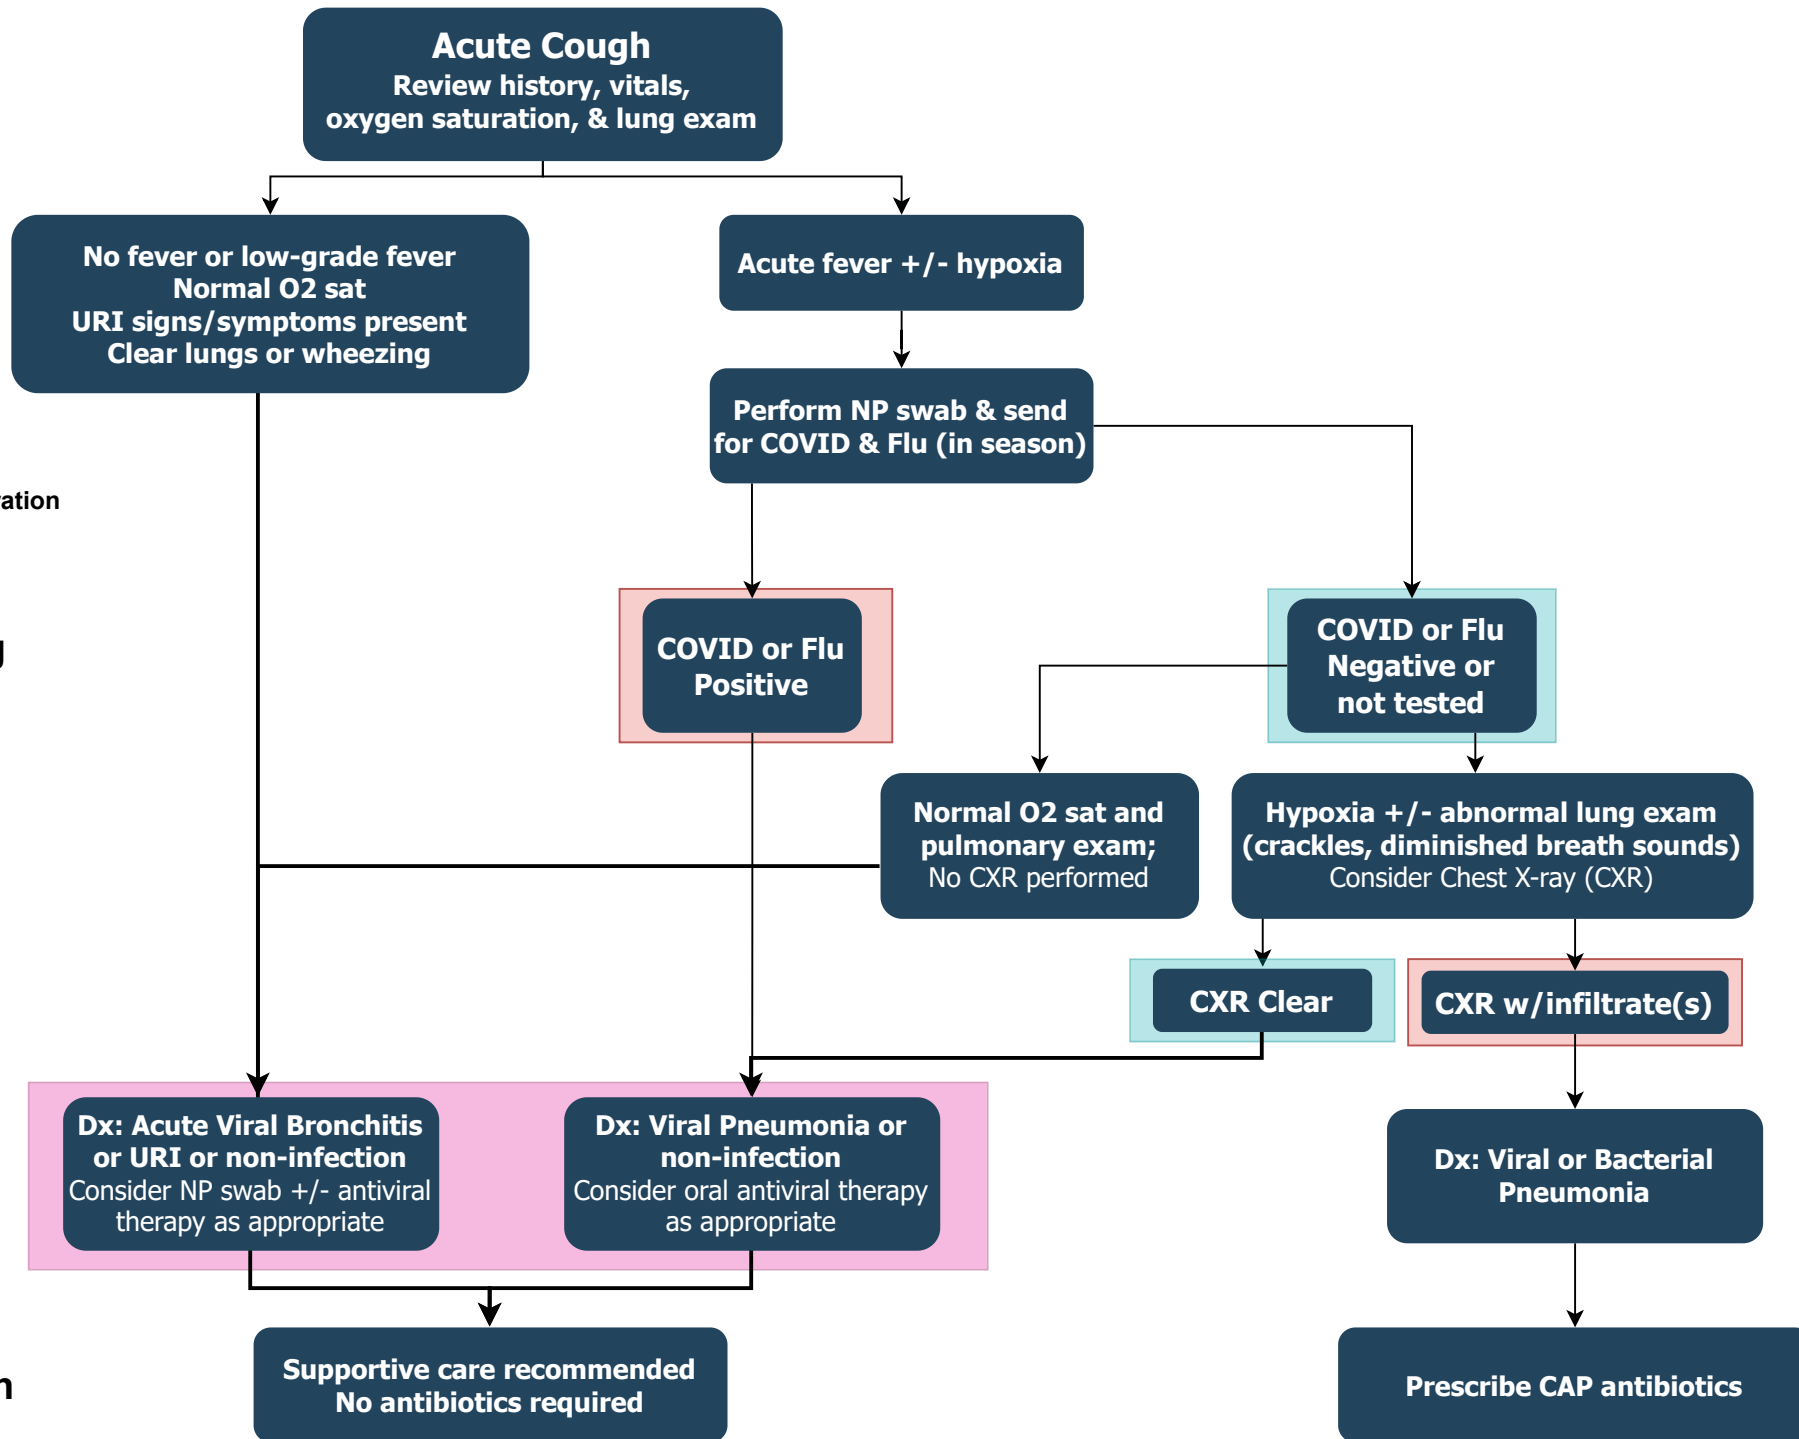 Acute Cough
Review history, vitals,
oxygen saturation, & lung exam
No fever or low-grade fever
Normal O2 sat
URI signs/symptoms present
Clear lungs or wheezing
Acute fever +/- hypoxia
Perform NP swab & send
for COVID & Flu (in season)
COVID or Flu
Positive
COVID or Flu
Negative or
not tested
Normal O2 sat and
pulmonary exam;
No CXR performed
Hypoxia +/- abnormal lung exam
(crackles, diminished breath sounds)
Consider Chest X-ray (CXR)
CXR Clear
CXR w/infiltrate(s)
Dx: Acute Viral Bronchitis
or URI or non-infection
Consider NP swab +/- antiviral
therapy as appropriate
Dx: Viral Pneumonia or
non-infection
Consider oral antiviral therapy
as appropriate
Dx: Viral or Bacterial
Pneumonia
Supportive care recommended
No antibiotics required
Prescribe CAP antibiotics